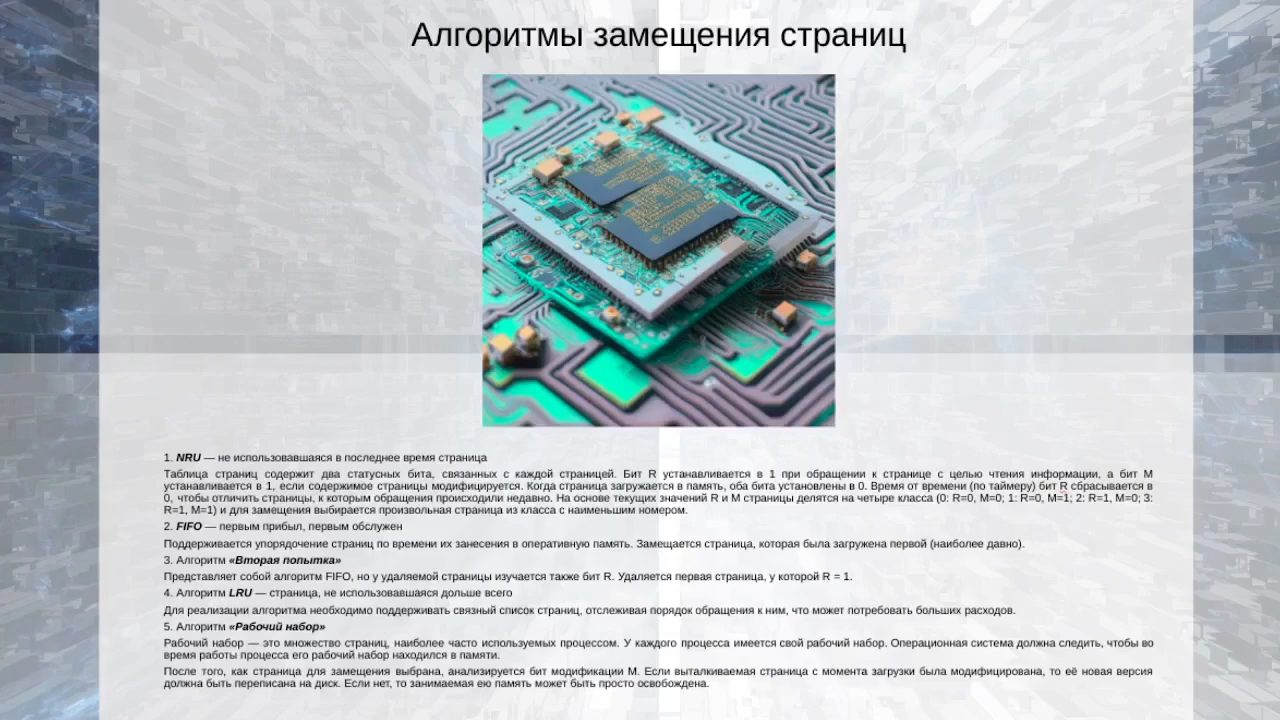 Алгоритмы замещения страниц
1. NRU — не использовавшаяся в последнее время страница
Таблица страниц содержит два статусных бита, связанных с каждой страницей. Бит R устанавливается в 1 при обращении к странице с целью чтения информации, а бит M
устанавливается в 1, если содержимое страницы модифицируется. Когда страница загружается в память, оба бита установлены в 0. Время от времени (по таймеру) бит R сбрасывается в
0, чтобы отличить страницы, к которым обращения происходили недавно. На основе текущих значений R и M страницы делятся на четыре класса (0: R=0, M=0; 1: R=0, M=1; 2: R=1, M=0; 3:
R=1, M=1) и для замещения выбирается произвольная страница из класса с наименьшим номером.
2. FIFO — первым прибыл, первым обслужен
Поддерживается упорядочение страниц по времени их занесения в оперативную память. Замещается страница, которая была загружена первой (наиболее давно).
3. Алгоритм «Вторая попытка»
Представляет собой алгоритм FIFO, но у удаляемой страницы изучается также бит R. Удаляется первая страница, у которой R = 1.
4. Алгоритм LRU — страница, не использовавшаяся дольше всего
Для реализации алгоритма необходимо поддерживать связный список страниц, отслеживая порядок обращения к ним, что может потребовать больших расходов.
5. Алгоритм «Рабочий набор»
Рабочий набор — это множество страниц, наиболее часто используемых процессом. У каждого процесса имеется свой рабочий набор. Операционная система должна следить, чтобы во
время работы процесса его рабочий набор находился в памяти.
После того, как страница для замещения выбрана, анализируется бит модификации M. Если выталкиваемая страница с момента загрузки была модифицирована, то её новая версия
должна быть переписана на диск. Если нет, то занимаемая ею память может быть просто освобождена.